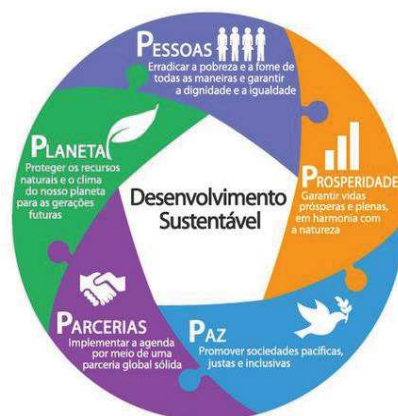 PESSOAS
Erradicar a pobreza e a fome de
todas as maneiras e garantir
a dignidade e a igualdade
PLANETA
Proteger os recursos
naturais e o clima
do nosso planeta
para as gerações
futuras
Desenvolvimento
Sustentável
PROSPERIDADE
Garantir vidas
prósperas e plenas,
em harmonia com
a natureza
PARCERIAS
Implementar a agenda
por meio de uma
parceria global sólida
PAZ
Promover sociedades pacíficas,
justas e inclusivas